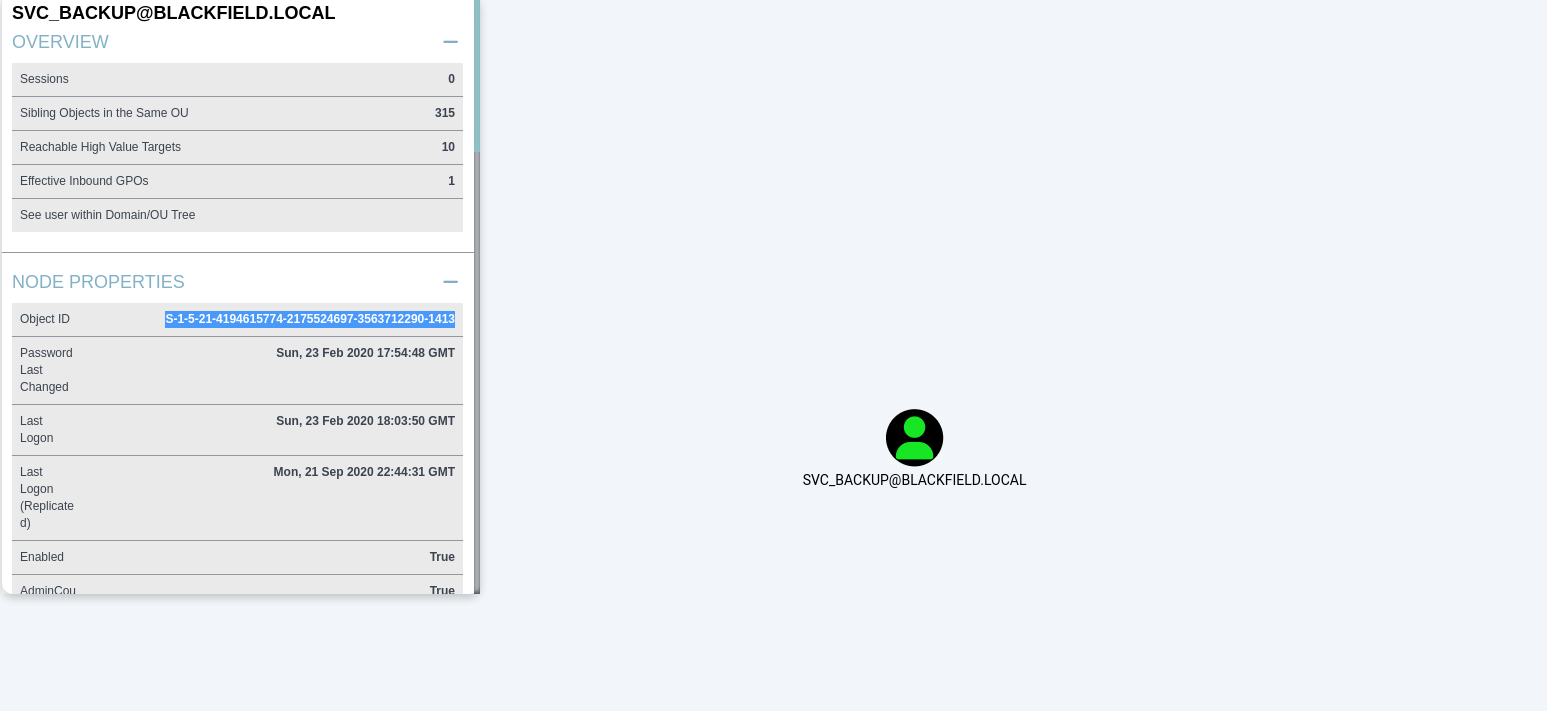 SVC_BACKUP@BLACKFIELD.LOCAL
OVERVIEW
Sessions 0
Sibling Objects in the Same OU 315
Reachable High Value Targets 10
Effective Inbound GPOs 1
See user within Domain/OU Tree
NODE PROPERTIES
Object ID S-1-5-21-4194615774-2175524697-3563712290-1413
Password Sun, 23 Feb 2020 17:54:48 GMT
Last
Changed
Last Sun, 23 Feb 2020 18:03:50 GMT
Logon
Last Mon, 21 Sep 2020 22:44:31 GMT
Logon
(Replicate
d)
Enabled True
AdminCou True
SVC_BACKUP@BLACKFIELD.LOCAL